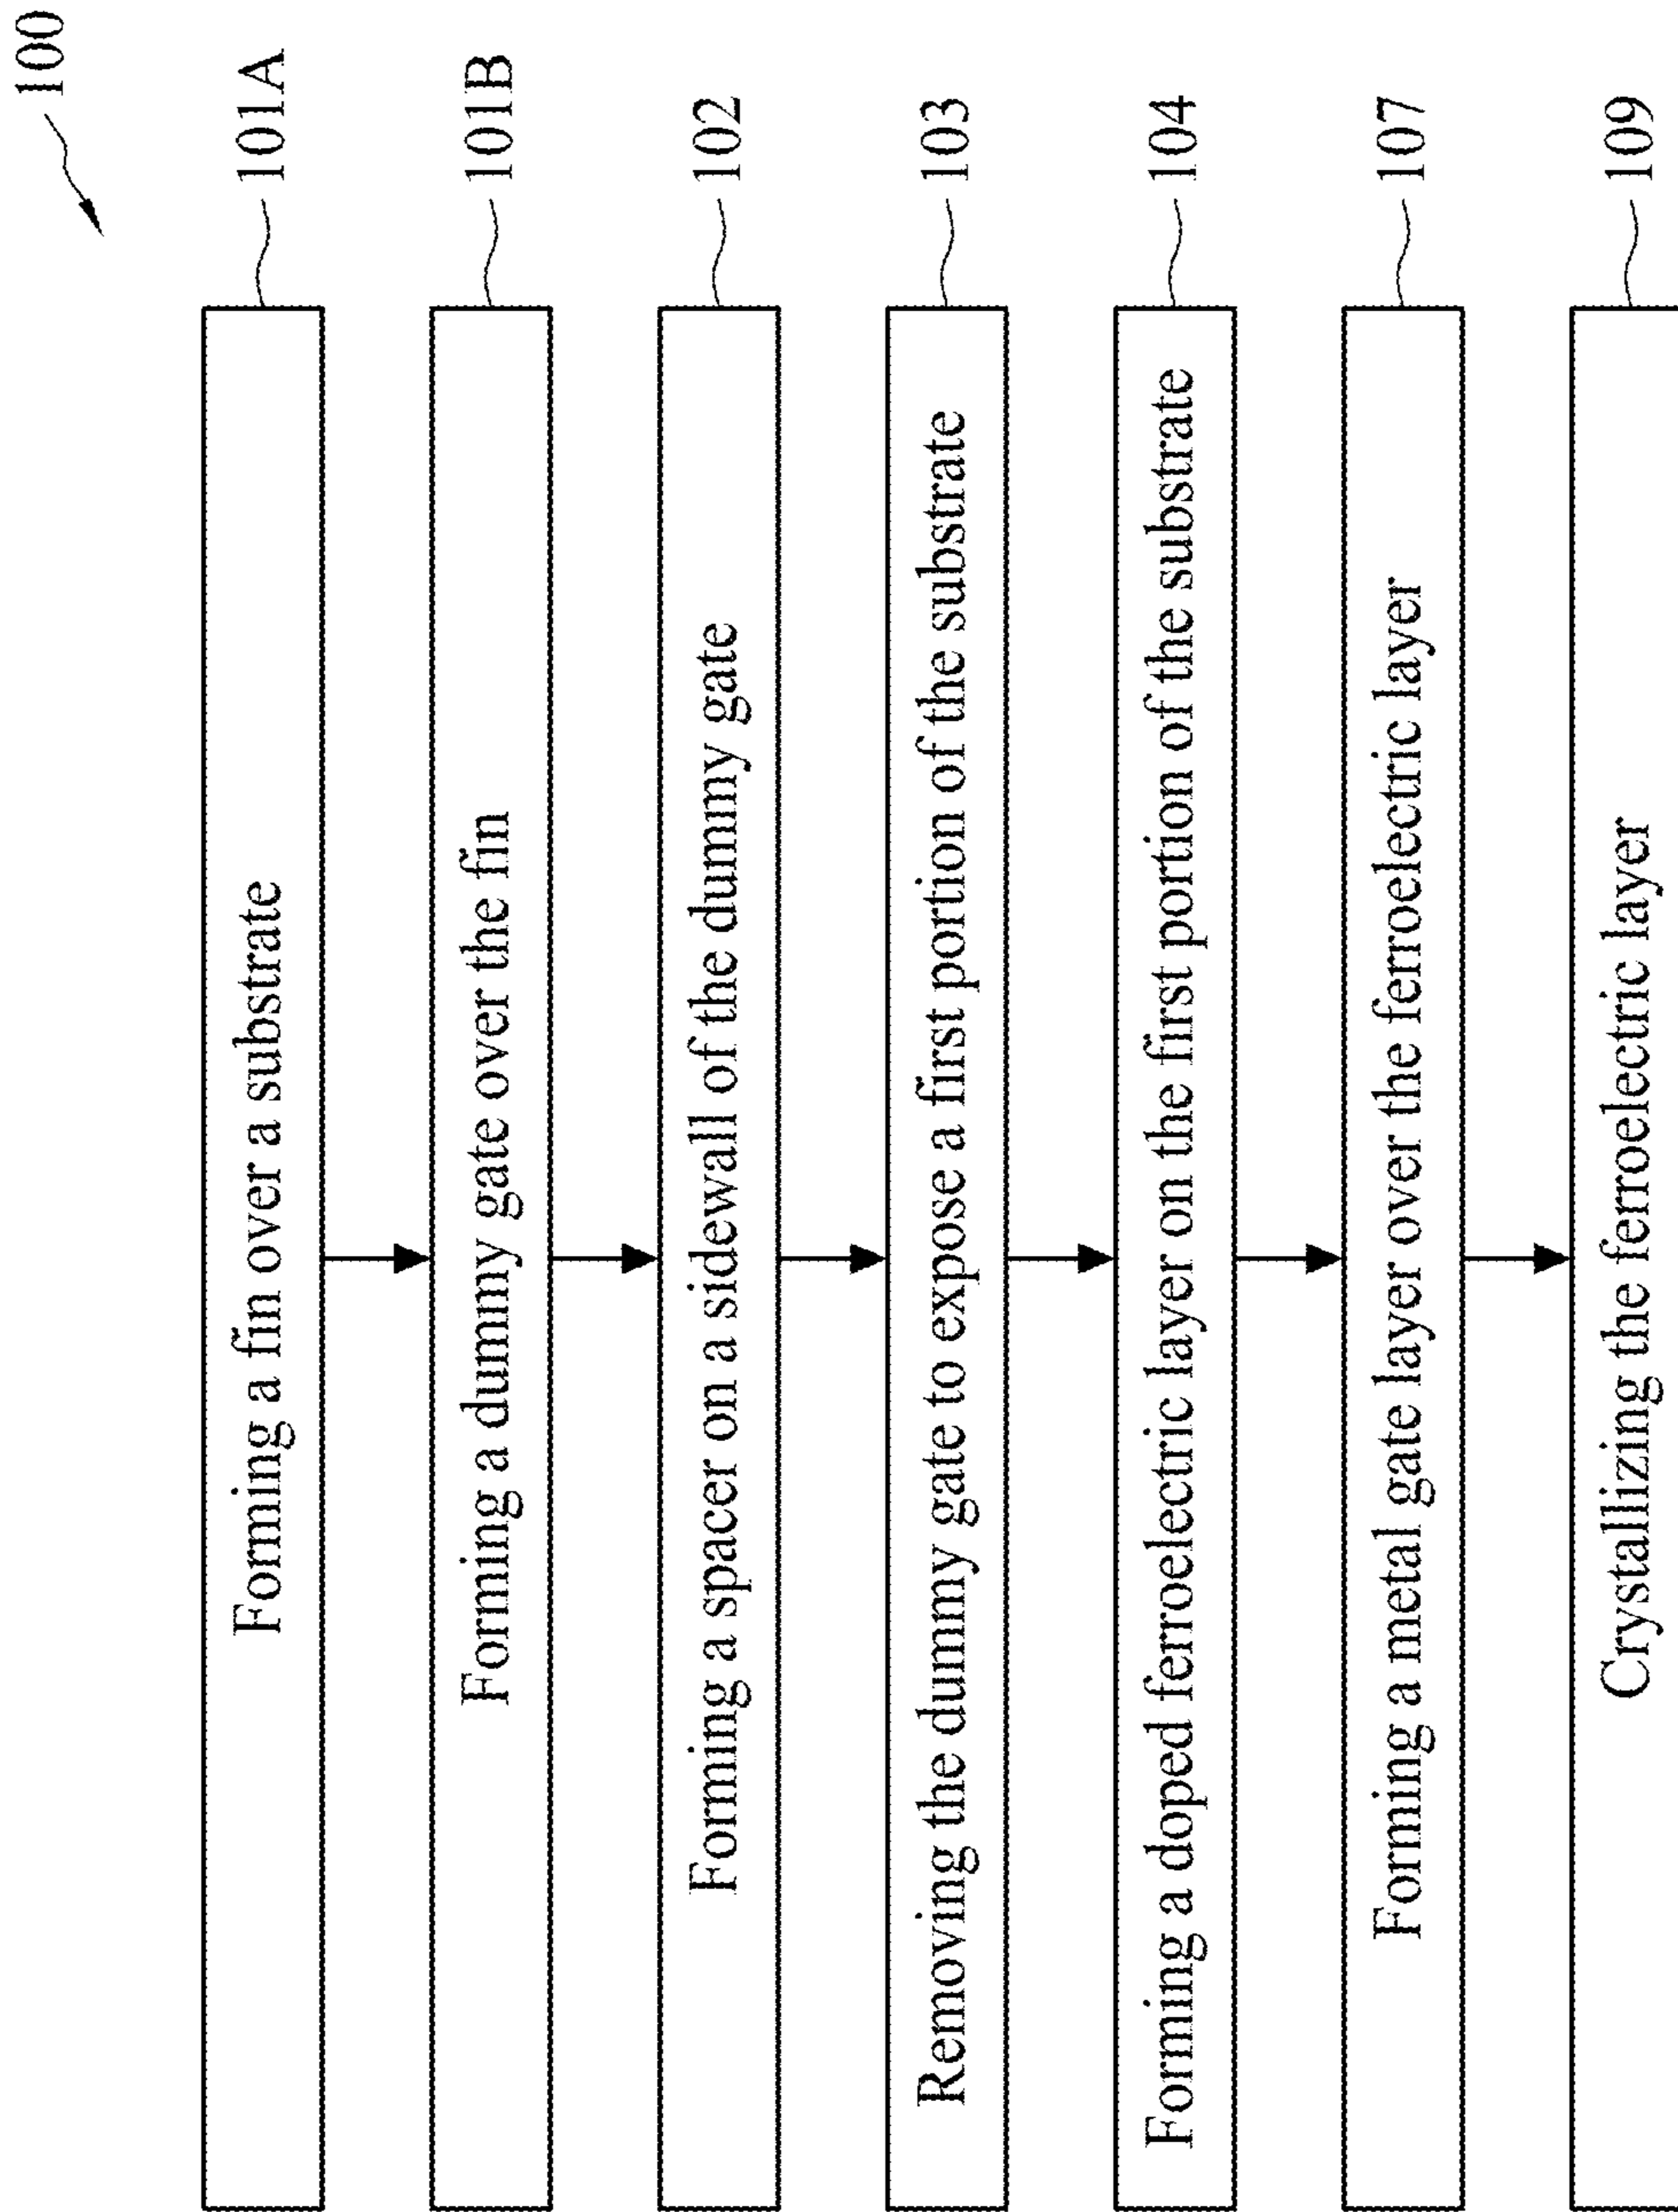 100
Forming a fin over a substrate 101A
Forming a dummy gate over the fin 101B
Forming a spacer on a sidewall of the dummy gate 102
Removing the dummy gate to expose a first portion of the substrate 103
Forming a doped ferroelectric layer on the first portion of the substrate 104
Forming a metal gate layer over the ferroelectric layer 107
Crystallizing the ferroelectric layer 109